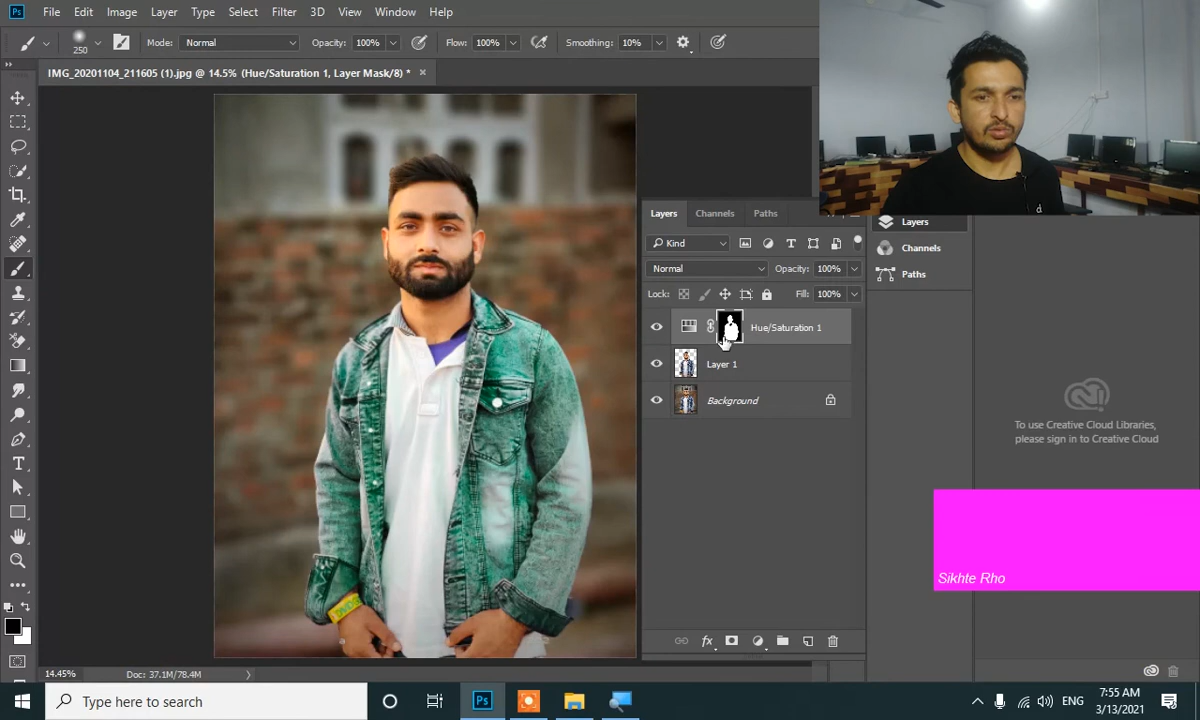 Ps File Edit Image Layer Type Select Filter 3D View Window Help
250 Mode: Normal Opacity: 100% Flow: 100% Smoothing: 10%
IMG_20201104_211605 (1).jpg @ 14.5% (Hue/Saturation 1, Layer Mask/8) * ×
Layers Channels Paths
Kind
Normal Opacity: 100%
Lock: Fill: 100%
Hue/Saturation 1
Layer 1
Background
fx
Layers
Channels
Paths
To use Creative Cloud Libraries,
please sign in to Creative Cloud
Sikhte Rho
14.45% Doc: 37.1M/78.4M
Type here to search
Ps
ENG
7:55 AM
3/13/2021